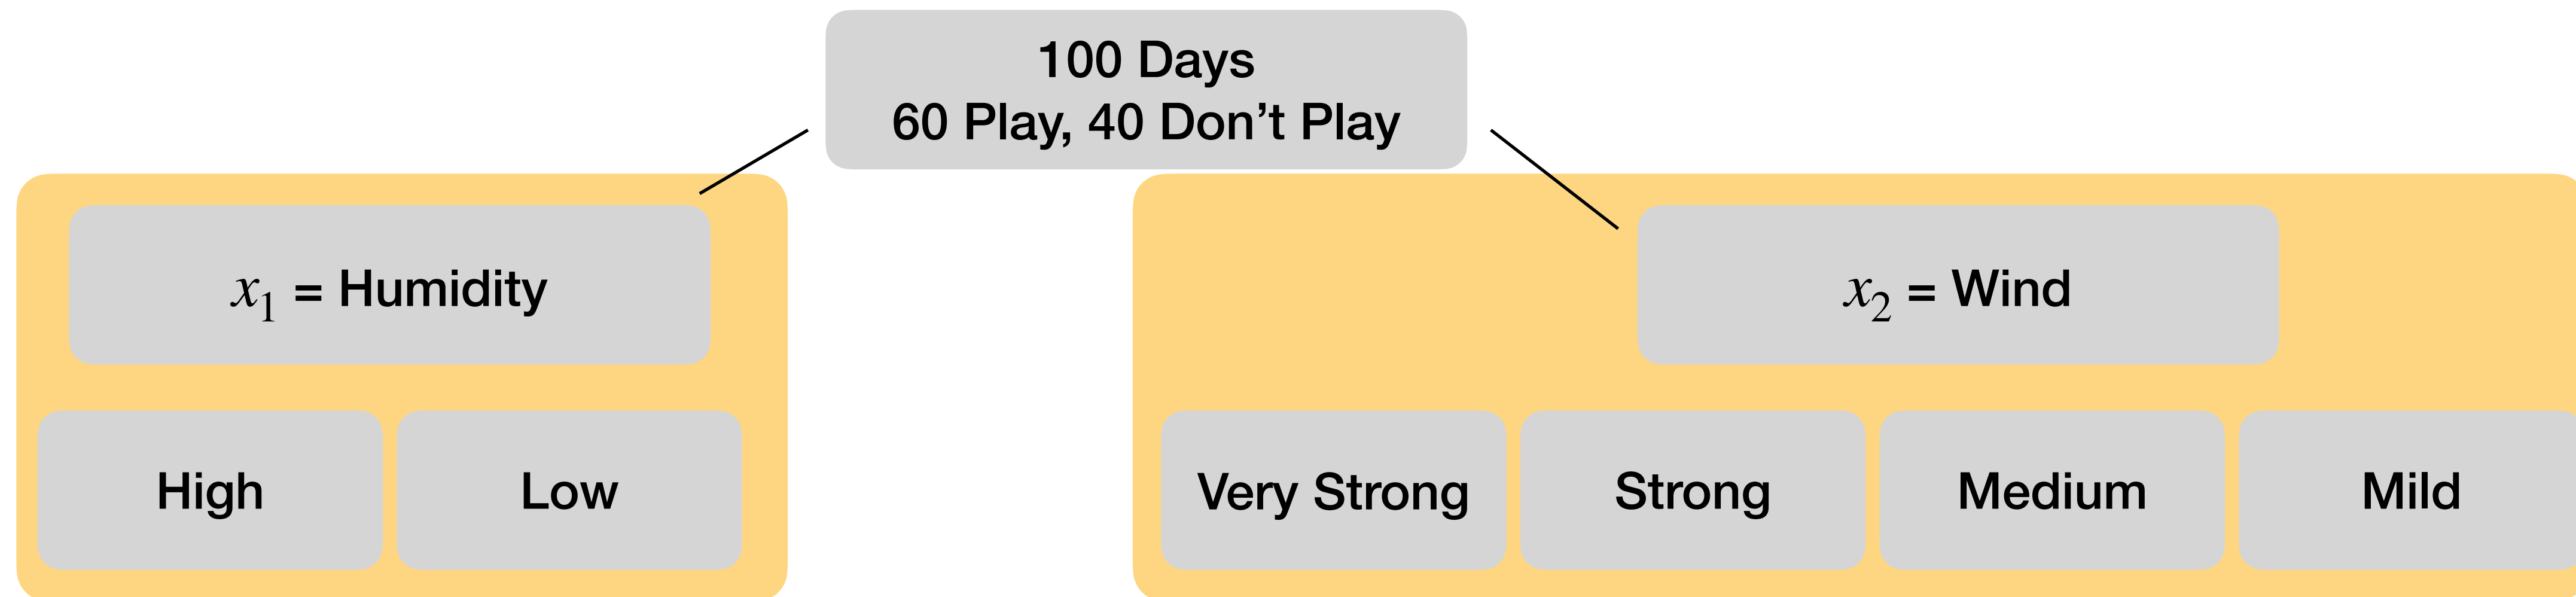 100 Days
60 Play, 40 Don’t Play
x₁ = Humidity
x₂ = Wind
High
Low
Very Strong
Strong
Medium
Mild